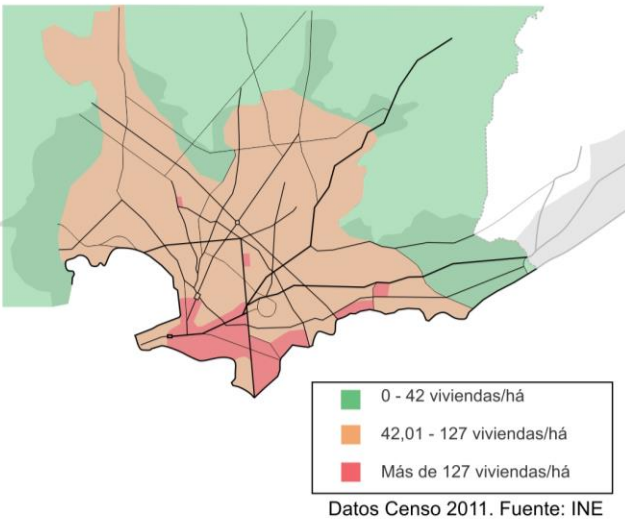 0 - 42 viviendas/há
42,01 - 127 viviendas/há
Más de 127 viviendas/há
Datos Censo 2011. Fuente: INE